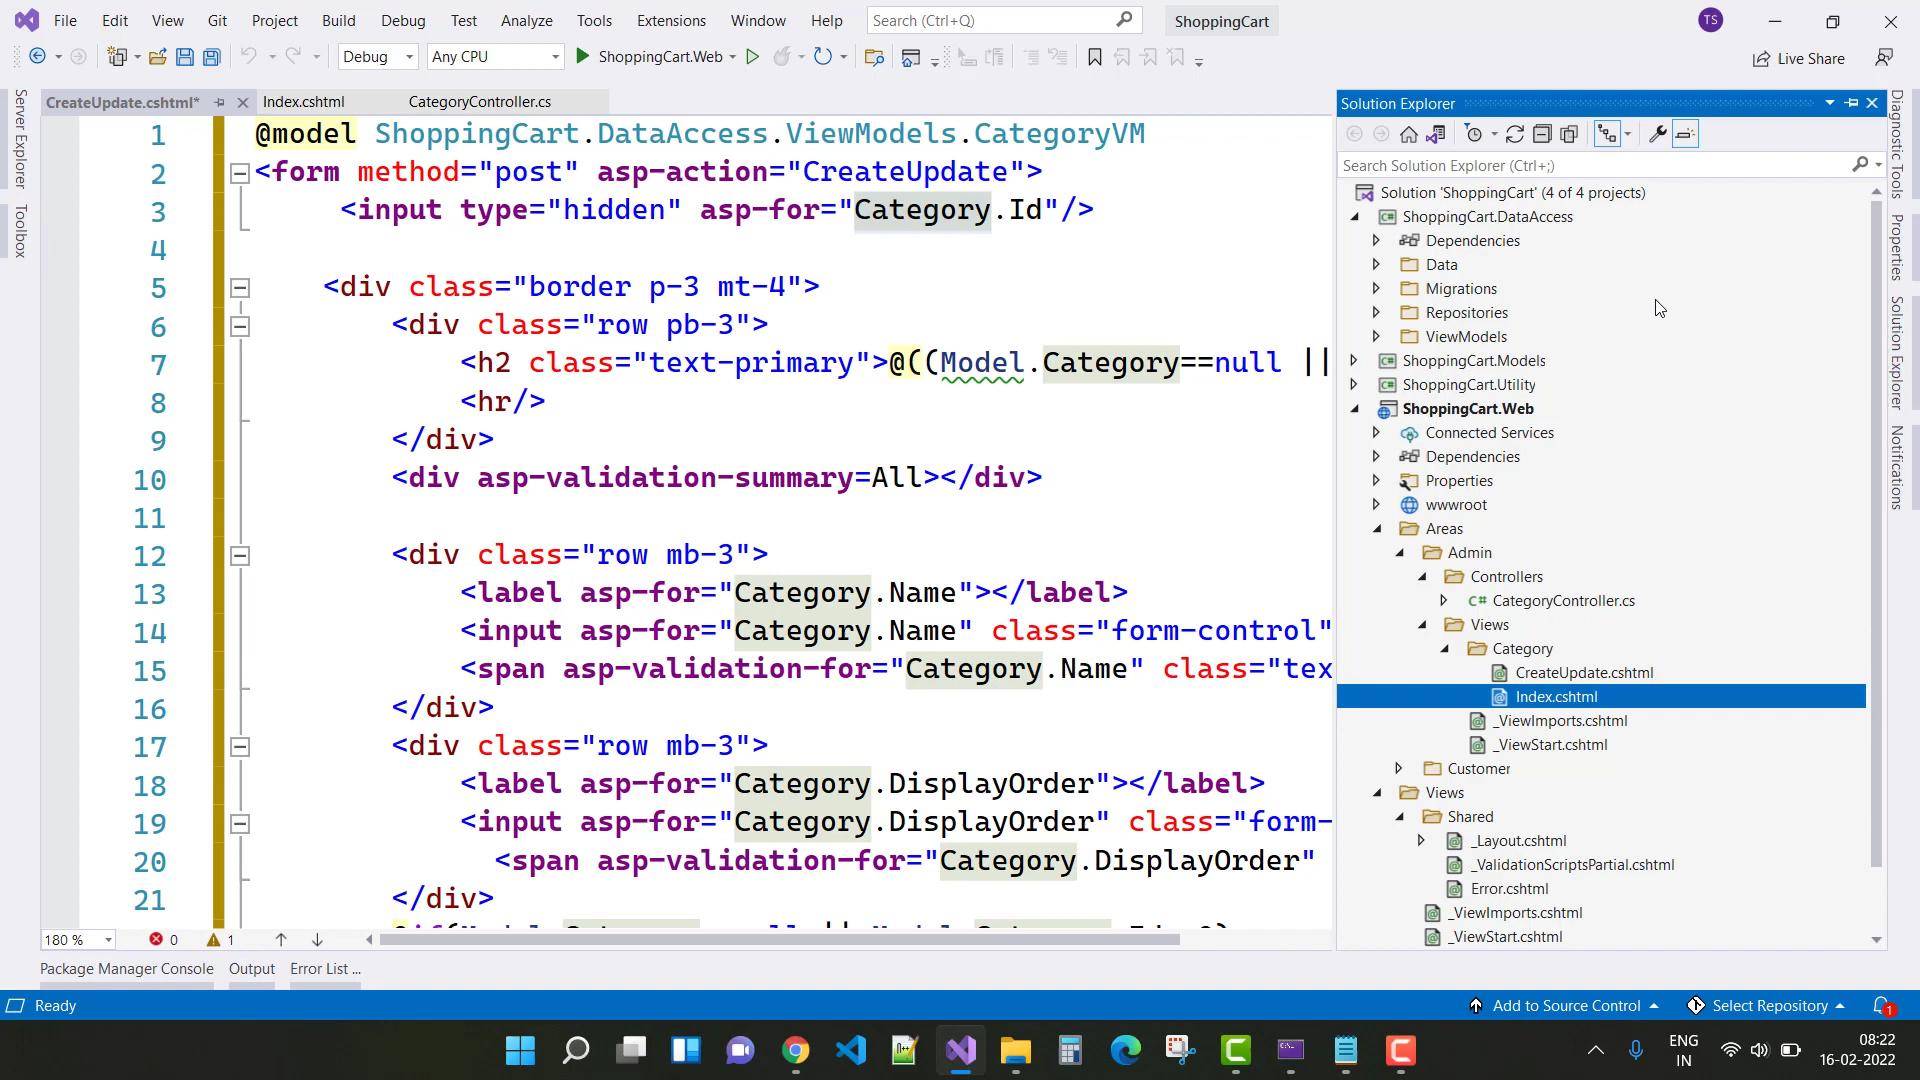 File Edit View Git Project Build Debug Test Analyze Tools Extensions Window Help Search (Ctrl+Q) ShoppingCart TS
Debug Any CPU ShoppingCart.Web Live Share
CreateUpdate.cshtml* Index.cshtml CategoryController.cs
Server Explorer
Toolbox
1 @model ShoppingCart.DataAccess.ViewModels.CategoryVM
2 <form method="post" asp-action="CreateUpdate">
3 <input type="hidden" asp-for="Category.Id"/>
4
5 <div class="border p-3 mt-4">
6 <div class="row pb-3">
7 <h2 class="text-primary">@((Model.Category==null ||
8 <hr/>
9 </div>
10 <div asp-validation-summary=All></div>
11
12 <div class="row mb-3">
13 <label asp-for="Category.Name"></label>
14 <input asp-for="Category.Name" class="form-control"
15 <span asp-validation-for="Category.Name" class="tex
16 </div>
17 <div class="row mb-3">
18 <label asp-for="Category.DisplayOrder"></label>
19 <input asp-for="Category.DisplayOrder" class="form-
20 <span asp-validation-for="Category.DisplayOrder"
21 </div>
180 % 0 1
Package Manager Console Output Error List ...
Solution Explorer
Search Solution Explorer (Ctrl+;)
Solution 'ShoppingCart' (4 of 4 projects)
ShoppingCart.DataAccess
Dependencies
Data
Migrations
Repositories
ViewModels
ShoppingCart.Models
ShoppingCart.Utility
ShoppingCart.Web
Connected Services
Dependencies
Properties
wwwroot
Areas
Admin
Controllers
C# CategoryController.cs
Views
Category
CreateUpdate.cshtml
Index.cshtml
_ViewImports.cshtml
_ViewStart.cshtml
Customer
Views
Shared
_Layout.cshtml
_ValidationScriptsPartial.cshtml
Error.cshtml
_ViewImports.cshtml
_ViewStart.cshtml
Diagnostic Tools
Properties
Solution Explorer
Notifications
Ready Add to Source Control Select Repository 1
ENG
IN
08:22
16-02-2022